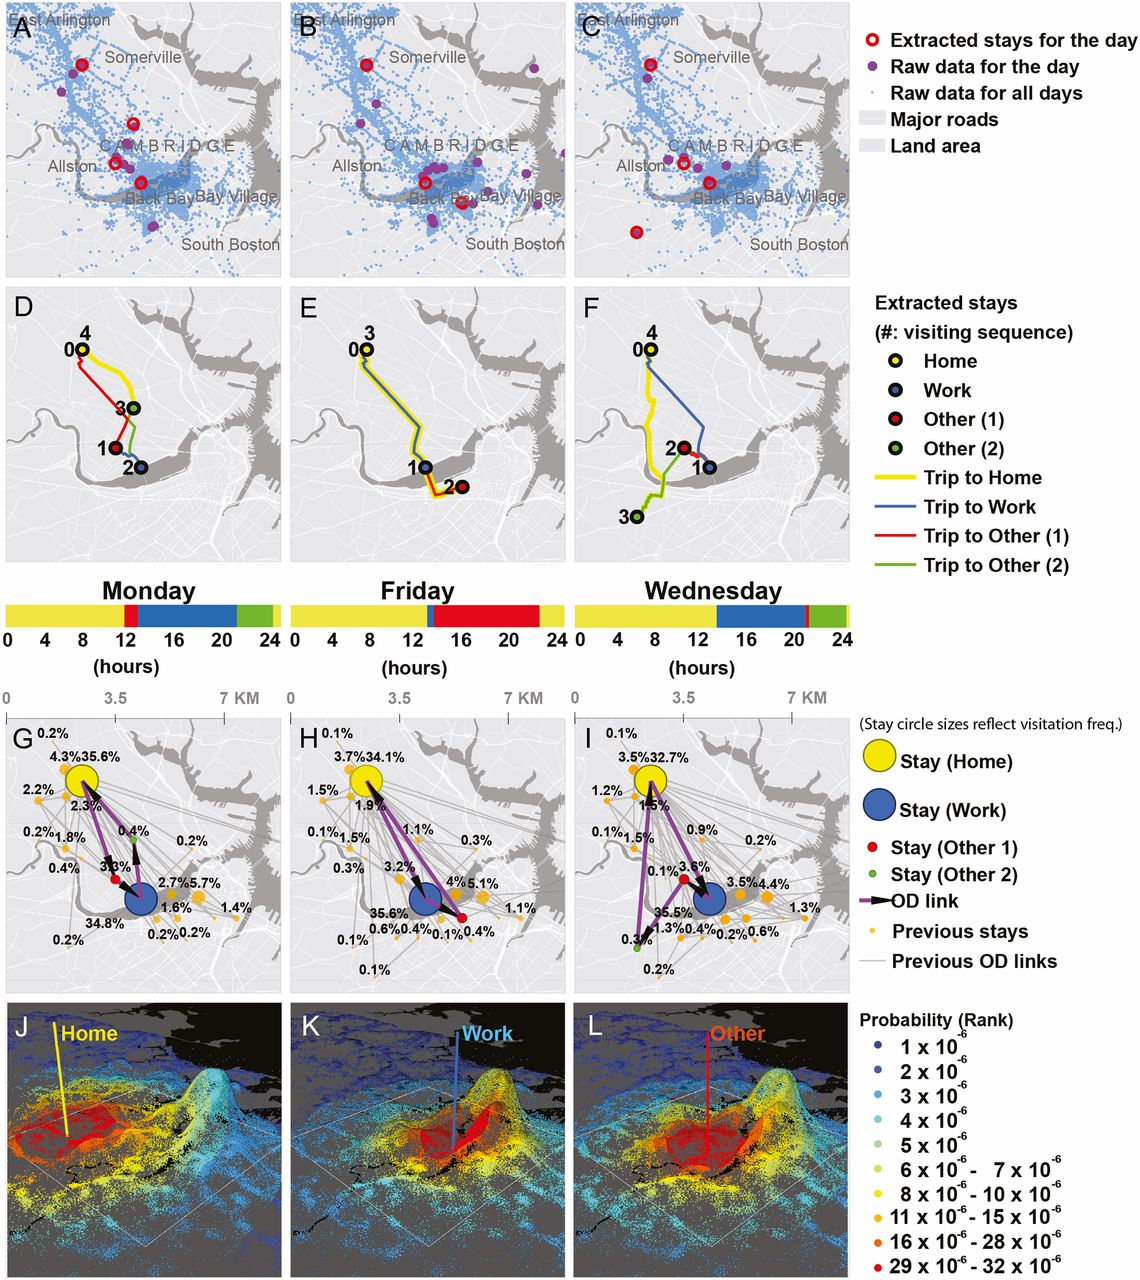 A
East Arlington
Somerville
CAMBRIDGE
Allston
Back Bay
Bay Village
South Boston
B
East Arlington
Somerville
CAMBRIDGE
Allston
Back Bay
Bay Village
South Boston
C
East Arlington
Somerville
CAMBRIDGE
Allston
Back Bay
Bay Village
South Boston
Extracted stays for the day
Raw data for the day
Raw data for all days
Major roads
Land area
D
4
0
3
1
2
E
3
0
1
2
F
4
0
2
1
3
Extracted stays
(#: visiting sequence)
Home
Work
Other (1)
Other (2)
Trip to Home
Trip to Work
Trip to Other (1)
Trip to Other (2)
Monday
0 4 8 12 16 20 24
(hours)
Friday
0 4 8 12 16 20 24
(hours)
Wednesday
0 4 8 12 16 20 24
(hours)
0 3.5 7 KM
3.5 7 KM
0 3.5 7 KM
G
0.2%
4.3% 35.6%
2.2%
2.3%
0.2% 1.8%
0.4%
0.2%
0.4%
3.3%
2.7% 5.7%
1.6%
1.4%
34.8%
0.2% 0.2%
0.2%
H
0.1%
3.7% 34.1%
1.5%
1.9%
0.1% 1.5%
1.1%
0.3%
0.3%
3.2%
4% 5.1%
35.6%
1.1%
0.6% 0.4% 0.1% 0.4%
0.1%
0.1%
I
0.1%
3.5% 32.7%
1.2%
1.5%
0.1% 1.5%
0.9%
0.2%
0.1%
3.6%
3.5% 4.4%
35.5%
1.3%
1.3% 0.4% 0.2% 0.6%
0.3%
0.2%
(Stay circle sizes reflect visitation freq.)
Stay (Home)
Stay (Work)
Stay (Other 1)
Stay (Other 2)
OD link
Previous stays
Previous OD links
J
Home
K
Work
L
Other
Probability (Rank)
1 x 10⁻⁶
2 x 10⁻⁶
3 x 10⁻⁶
4 x 10⁻⁶
5 x 10⁻⁶
6 x 10⁻⁶ - 7 x 10⁻⁶
8 x 10⁻⁶ - 10 x 10⁻⁶
11 x 10⁻⁶ - 15 x 10⁻⁶
16 x 10⁻⁶ - 28 x 10⁻⁶
29 x 10⁻⁶ - 32 x 10⁻⁶